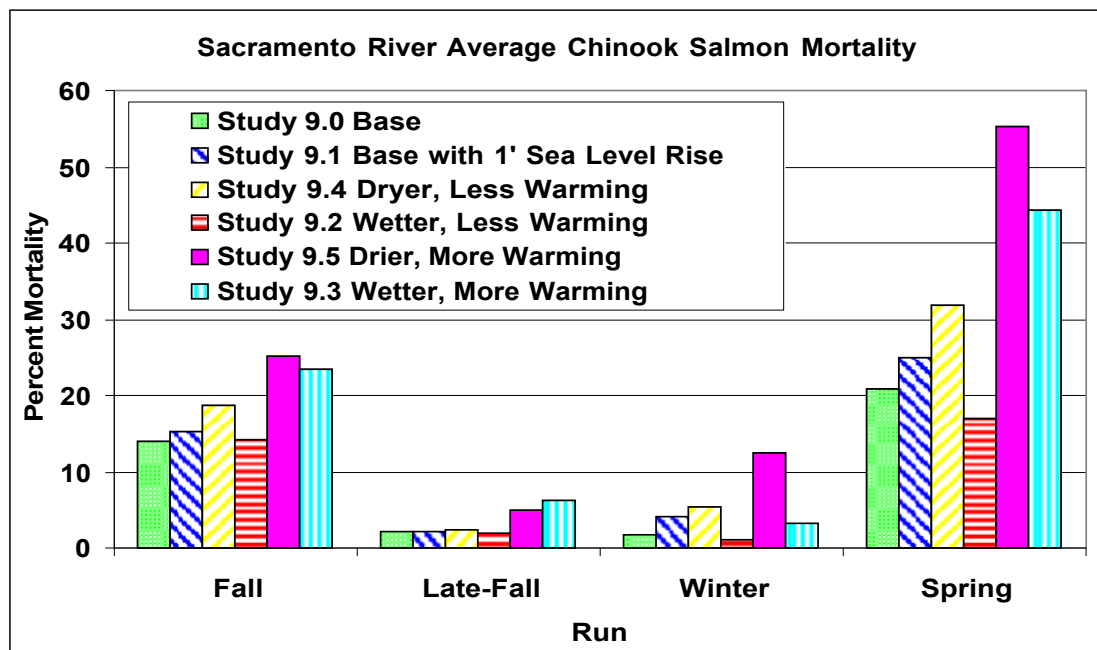 Sacramento River Average Chinook Salmon Mortality
Percent Mortality
60
50
40
30
20
10
0
Study 9.0 Base
Study 9.1 Base with 1' Sea Level Rise
Study 9.4 Dryer, Less Warming
Study 9.2 Wetter, Less Warming
Study 9.5 Drier, More Warming
Study 9.3 Wetter, More Warming
Fall Late-Fall Winter Spring
Run